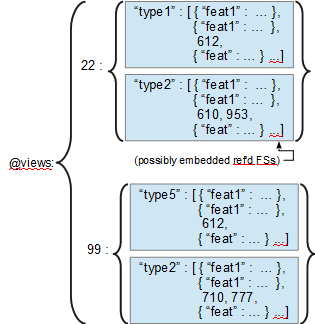 “type1” : [ { “feat1” : … },
{ “feat1” : … },
612,
{ “feat” : … } ...]
22 :
“type2” : [ { “feat1” : … },
{ “feat1” : … },
610, 953,
{ “feat” : … } ...]
(possibly embedded refd FSs)
@views:
“type5” : [ { “feat1” : … },
{ “feat1” : … },
612,
{ “feat” : … } ...]
99 :
“type2” : [ { “feat1” : … },
{ “feat1” : … },
710, 777,
{ “feat” : … } ...]